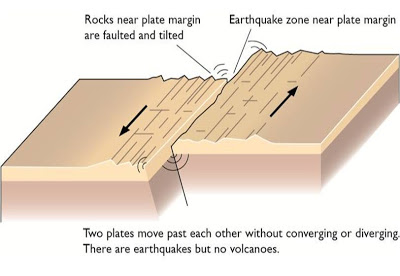 Rocks near plate margin
are faulted and tilted
Earthquake zone near plate margin
Two plates move past each other without converging or diverging.
There are earthquakes but no volcanoes.